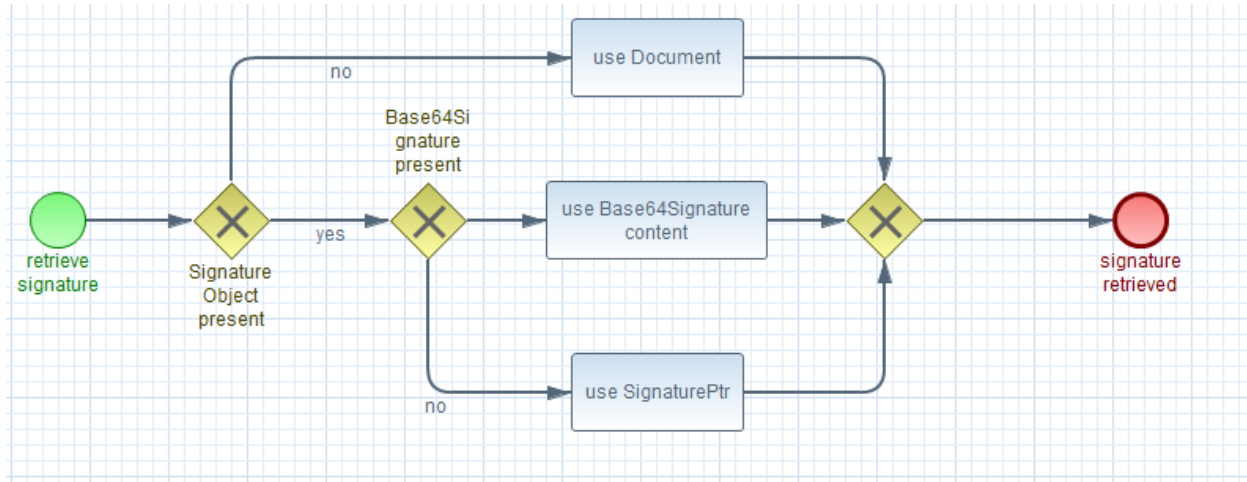 use Document
no
Base64Si
gnature
present
use Base64Signature
content
yes
retrieve
signature
Signature
Object
present
signature
retrieved
use SignaturePtr
no